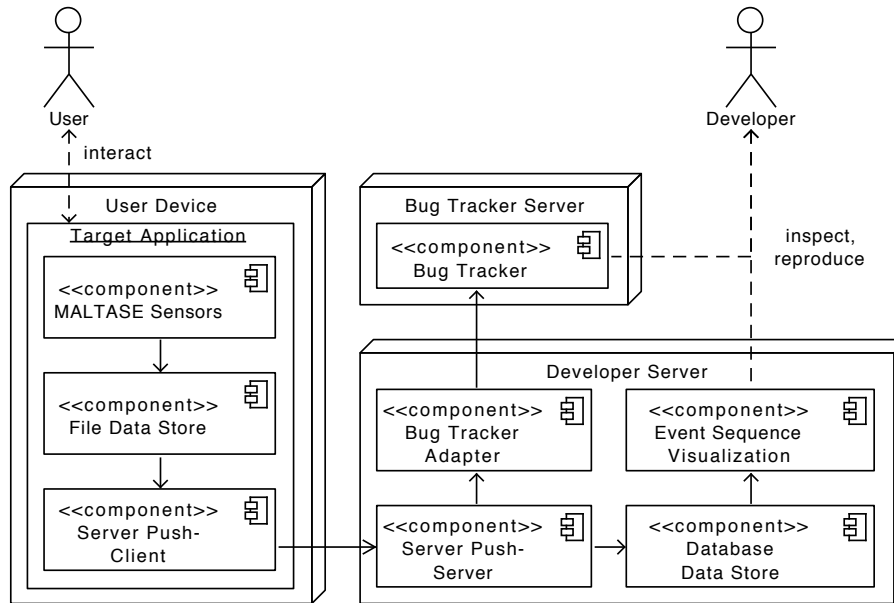 User
Developer
interact
User Device
Target Application
<<component>>
MALTASE Sensors
<<component>>
File Data Store
<<component>>
Server Push-
Client
Bug Tracker Server
<<component>>
Bug Tracker
inspect,
reproduce
Developer Server
<<component>>
Bug Tracker
Adapter
<<component>>
Event Sequence
Visualization
<<component>>
Server Push-
Server
<<component>>
Database
Data Store